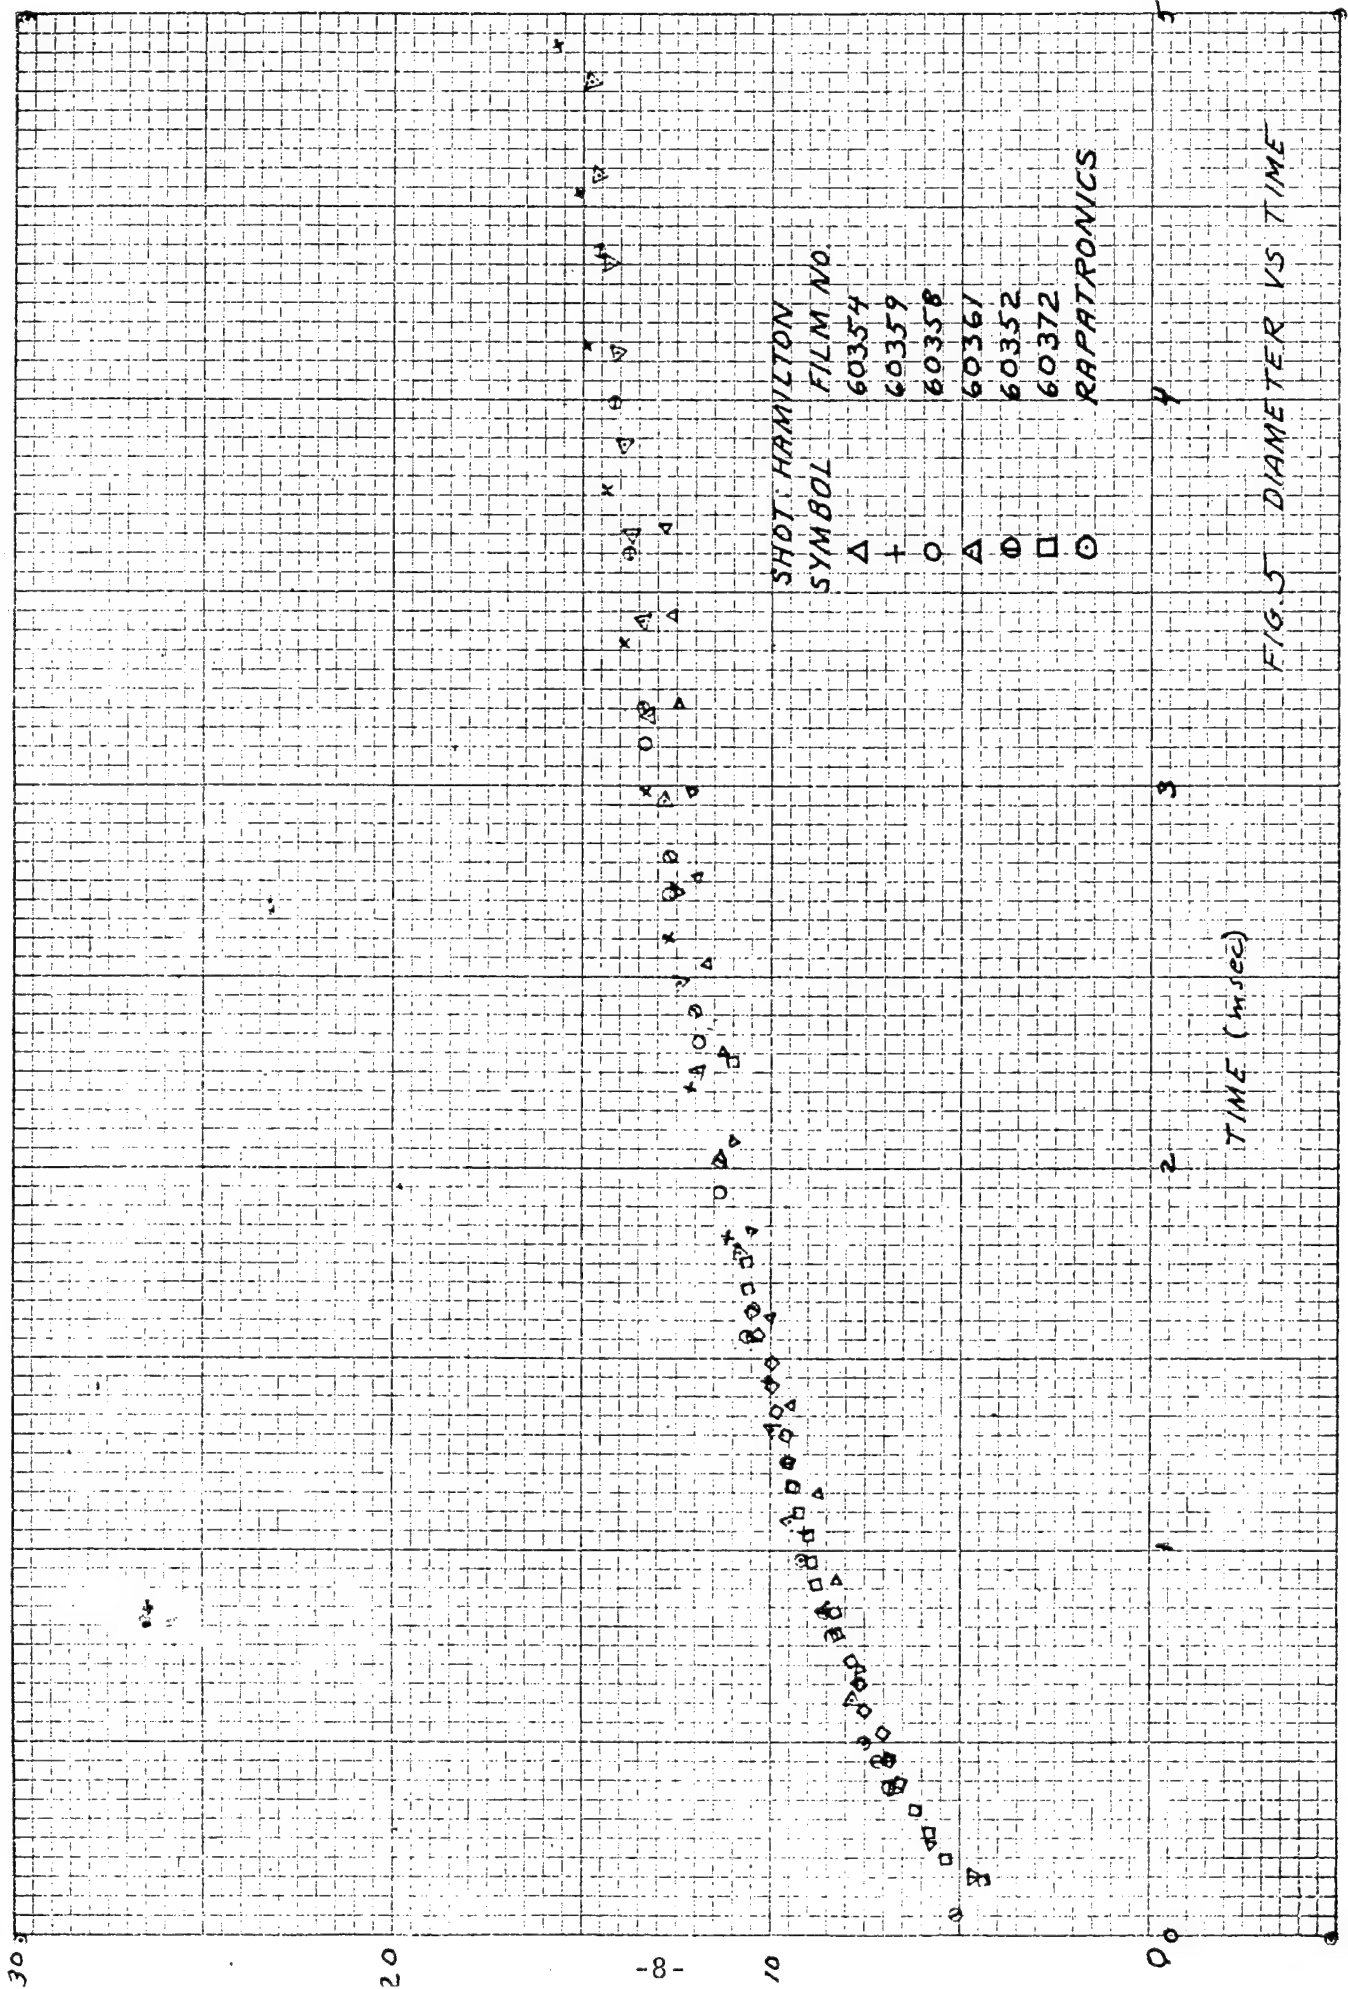 30
20
10
0
-8-
SHOT: HAMILTON
SYMBOL FILM NO.
△ 60354
+ 60359
○ 60358
△ 60361
⦶ 60352
□ 60372
⊙ RAPATRONICS
0 1 2 3 4 5
TIME (msec)
FIG. 5 DIAMETER VS TIME